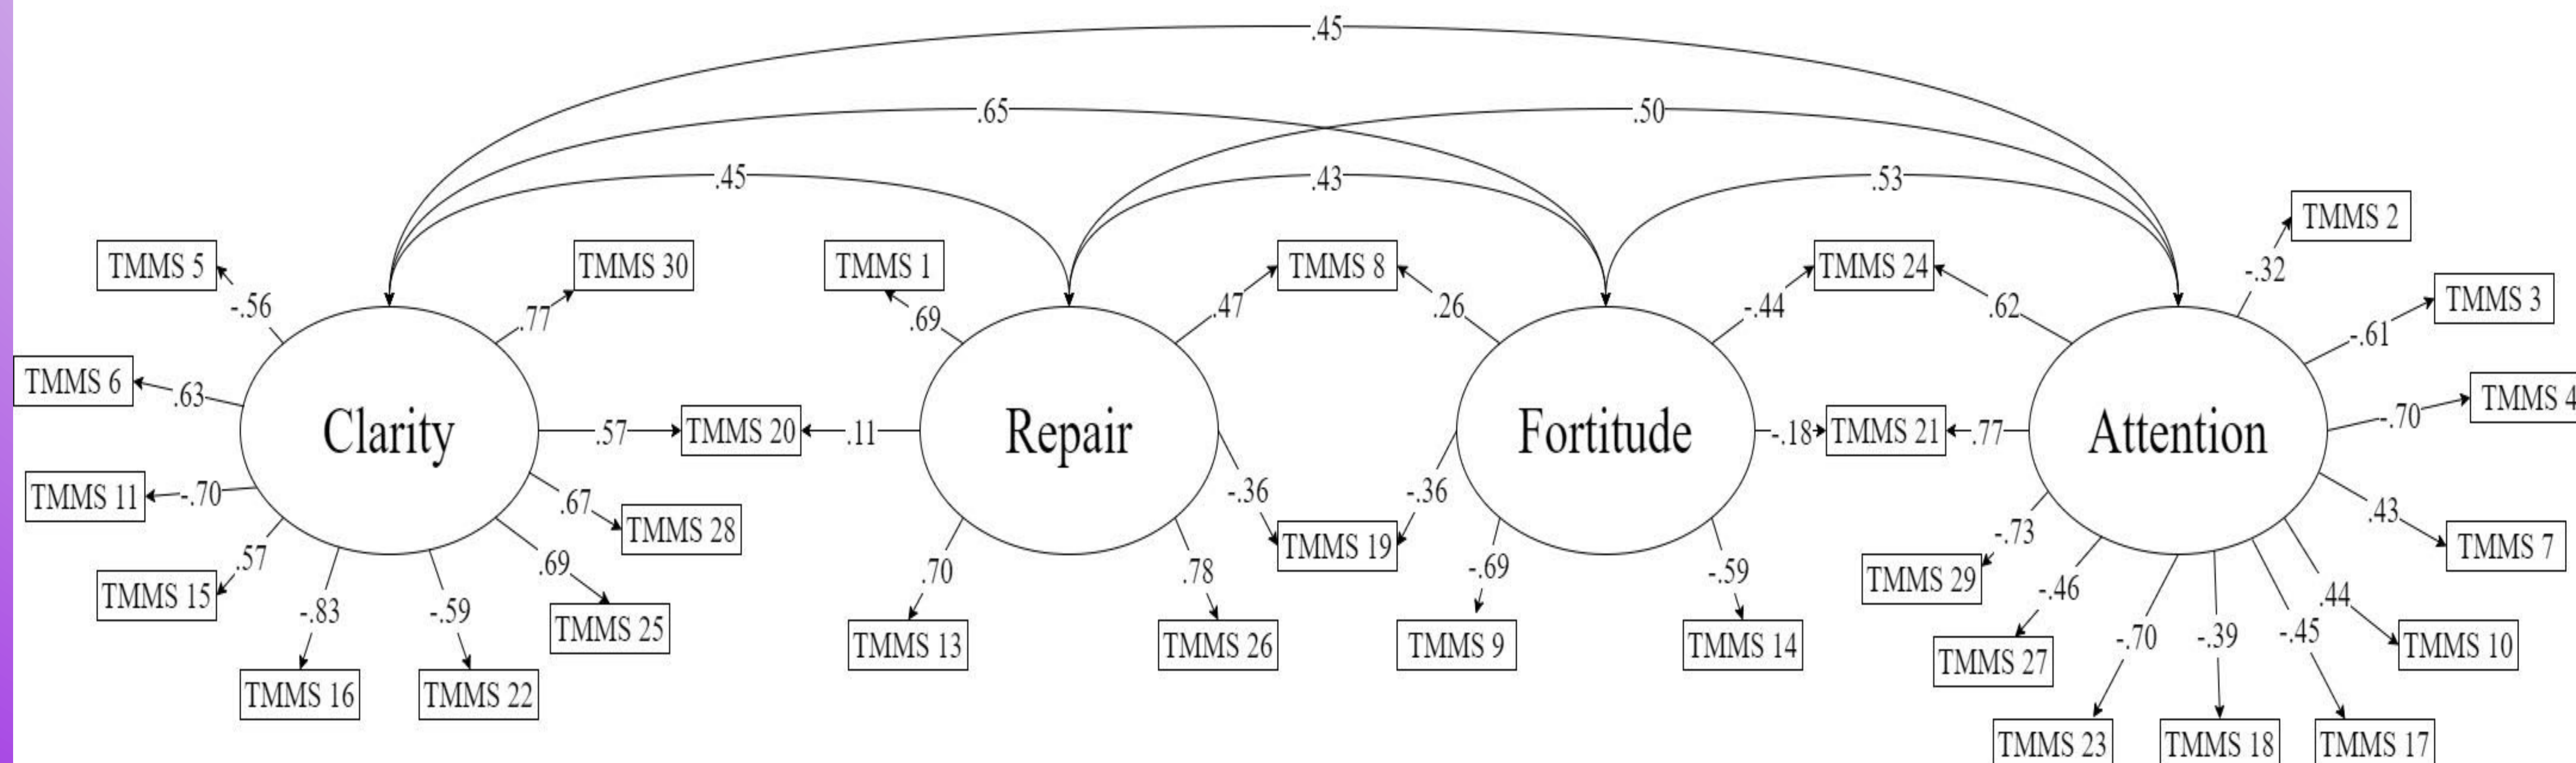 .45
.65
.50
.45
.43
.53
TMMS 2
TMMS 5
TMMS 30
TMMS 1
TMMS 8
TMMS 24
-.32
TMMS 3
-.56
.77
.69
.47
.26
-.44
.62
-.61
TMMS 6
.63
Clarity
.57
TMMS 20
.11
Repair
Fortitude
-.18
TMMS 21
.77
Attention
-.70
TMMS 4
TMMS 11
-.70
.67
TMMS 28
-.36
-.36
TMMS 19
.43
TMMS 7
.57
TMMS 15
.69
TMMS 25
.70
.78
-.69
-.59
-.73
TMMS 29
-.46
.44
TMMS 10
-.83
-.59
TMMS 13
TMMS 26
TMMS 9
TMMS 14
TMMS 27
-.70
-.39
-.45
TMMS 16
TMMS 22
TMMS 23
TMMS 18
TMMS 17